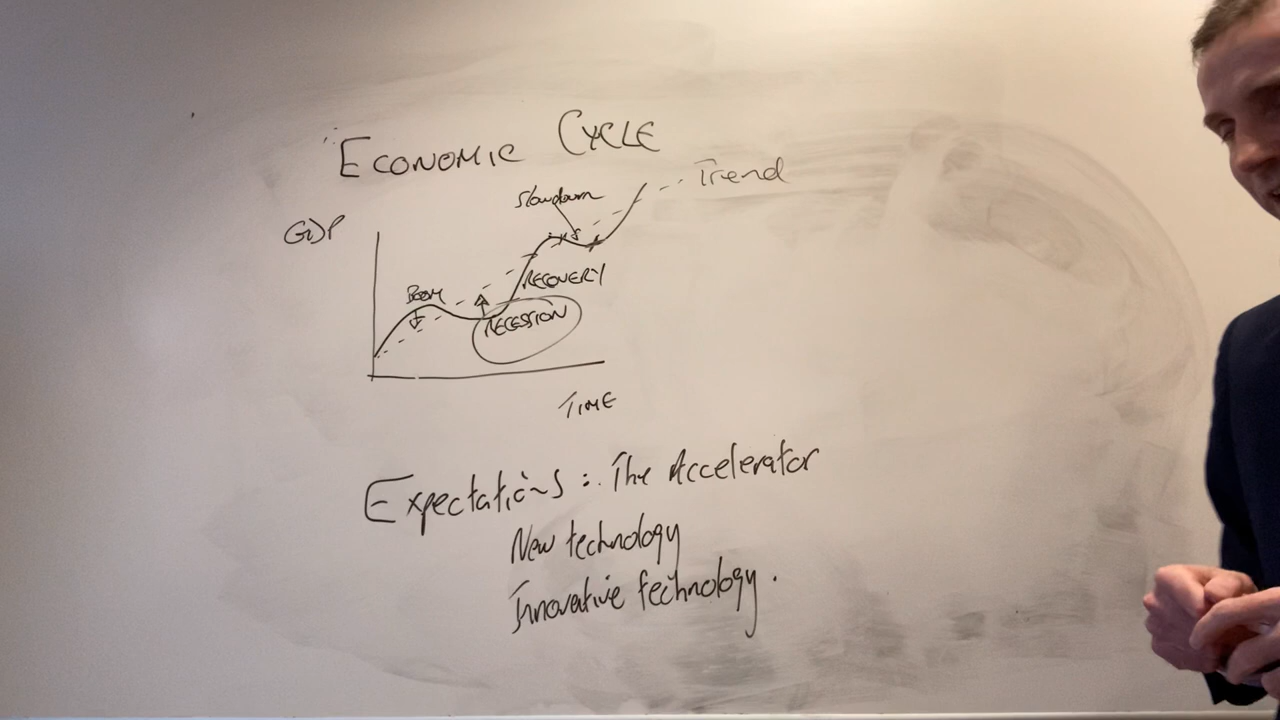 ECONOMIC CYCLE
Trend
Slowdown
GDP
BOOM
RECOVERY
RECESSION
TIME
Expectations : The Accelerator
New technology
Innovative technology.